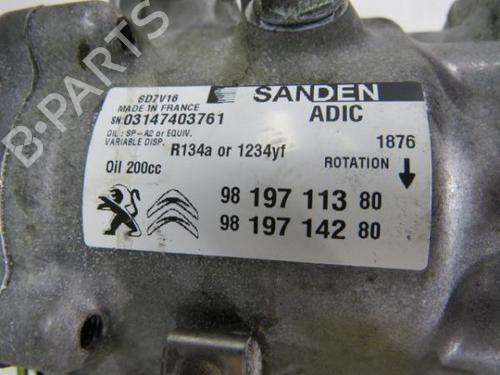 SD7V16
MADE IN FRANCE
SN:03147403761
OIL : SP-A2 or EQUIV.
VARIABLE DISP.
Oil 200cc
R134a or 1234yf
SANDEN
ADIC
1876
ROTATION
98 197 113 80
98 197 142 80
B-PARTS